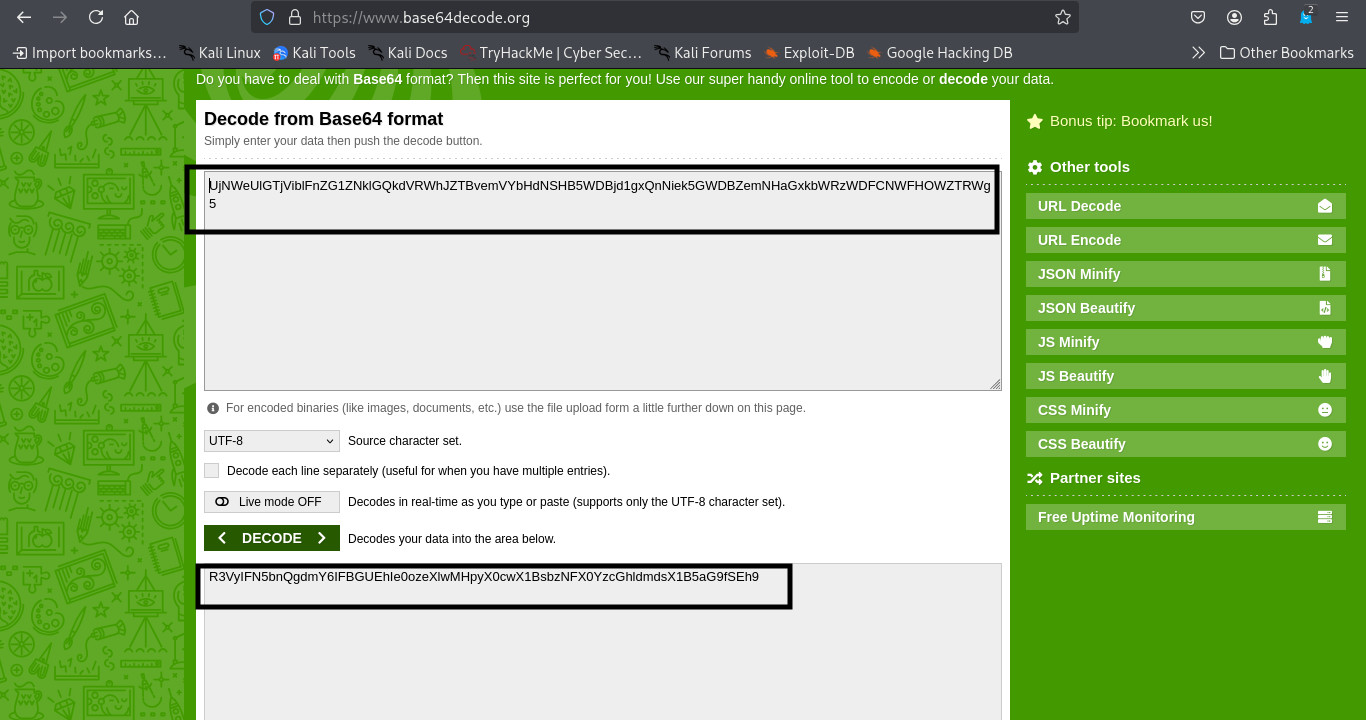 https://www.base64decode.org
2
Import bookmarks...
Kali Linux
Kali Tools
Kali Docs
TryHackMe | Cyber Sec...
Kali Forums
Exploit-DB
Google Hacking DB
Other Bookmarks
Do you have to deal with Base64 format? Then this site is perfect for you! Use our super handy online tool to encode or decode your data.
Decode from Base64 format
Simply enter your data then push the decode button.
UjNWeUlGTjViblFnZG1ZNklGQkdVRWhJZTBvemVYbHdNSHB5WDBjd1gxQnNiek5GWDBZemNHaGxkbWRzWDFCNWFHOWZTRWg
5
For encoded binaries (like images, documents, etc.) use the file upload form a little further down on this page.
UTF-8
Source character set.
Decode each line separately (useful for when you have multiple entries).
Live mode OFF
Decodes in real-time as you type or paste (supports only the UTF-8 character set).
DECODE
Decodes your data into the area below.
R3VyIFN5bnQgdmY6IFBGUEhIe0ozeXlwMHpyX0cwX1BsbzNFX0YzcGhldmdsX1B5aG9fSEh9
Bonus tip: Bookmark us!
Other tools
URL Decode
URL Encode
JSON Minify
JSON Beautify
JS Minify
JS Beautify
CSS Minify
CSS Beautify
Partner sites
Free Uptime Monitoring